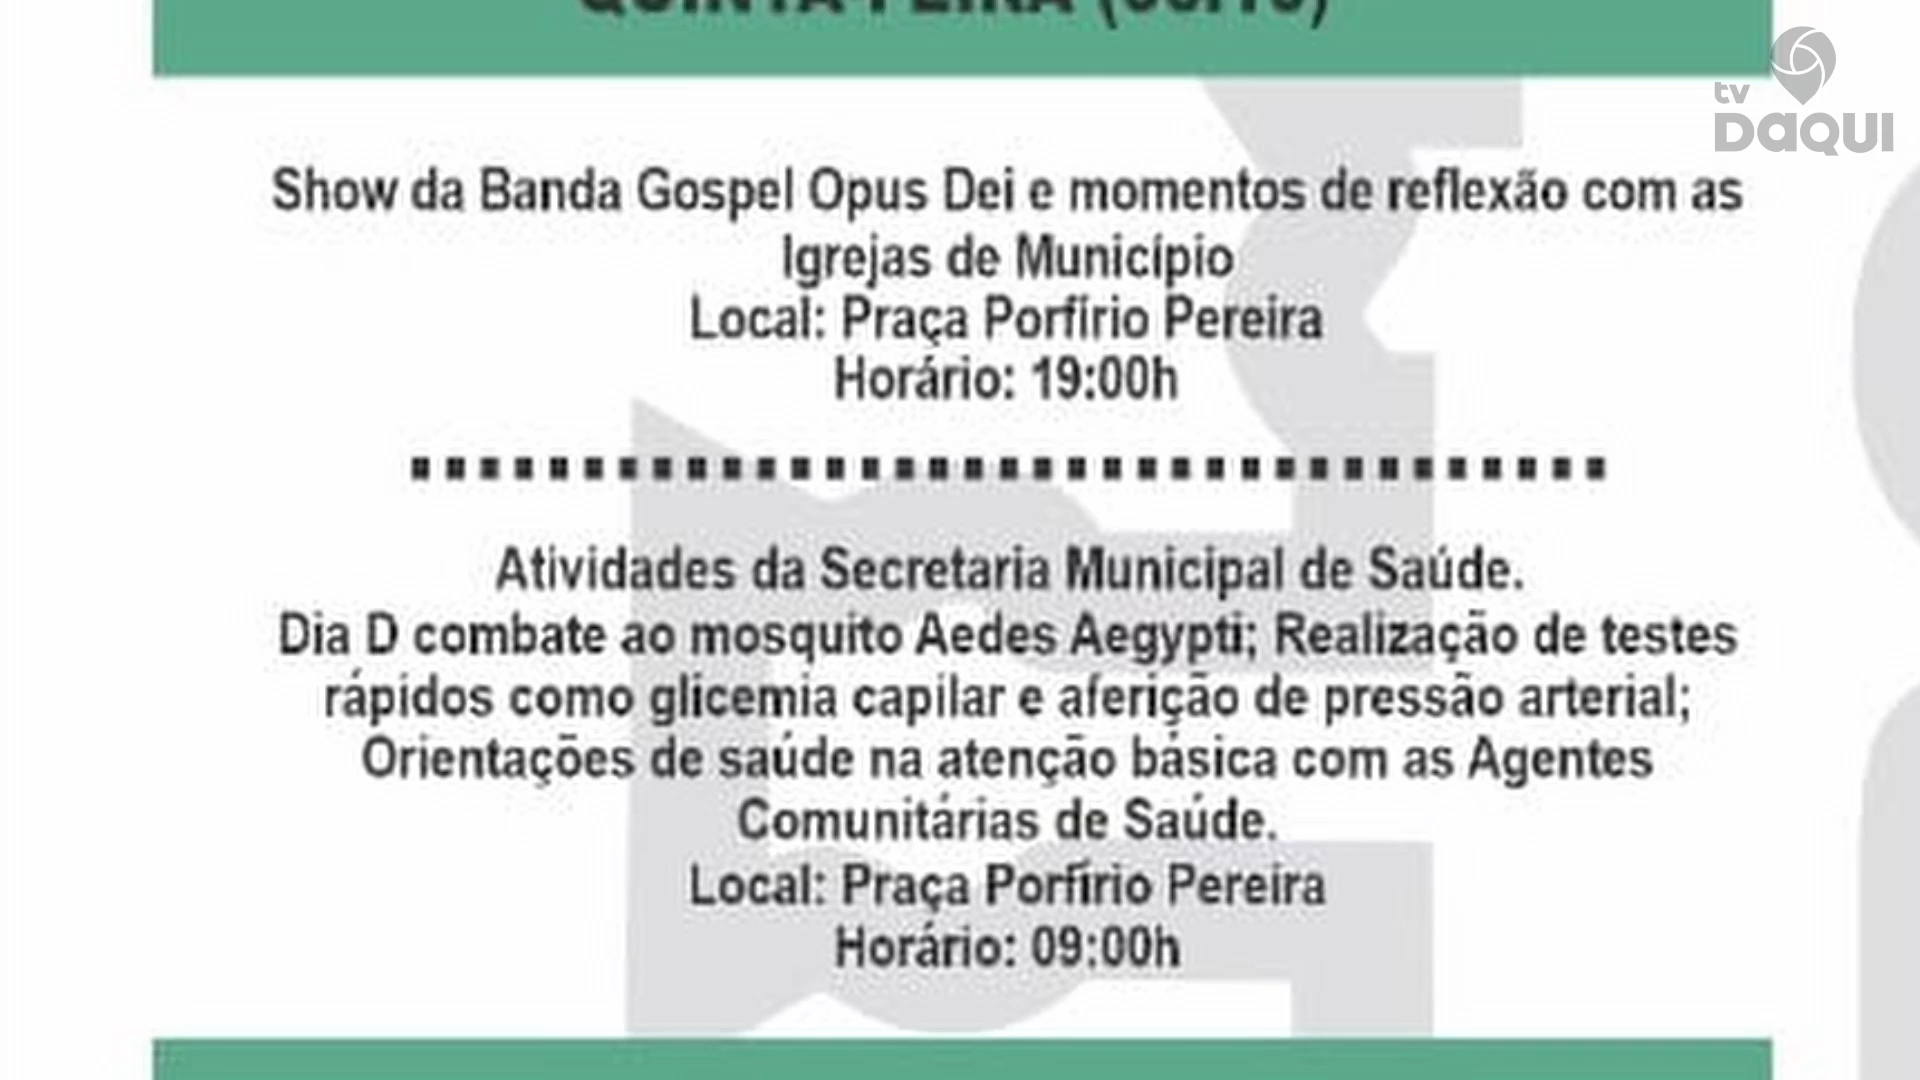 QUINTA-FEIRA
tv
DAQUI
Show da Banda Gospel Opus Dei e momentos de reflexão com as
Igrejas de Município
Local: Praça Porfírio Pereira
Horário: 19:00h
Atividades da Secretaria Municipal de Saúde.
Dia D combate ao mosquito Aedes Aegypti; Realização de testes
rápidos como glicemia capilar e aferição de pressão arterial;
Orientações de saúde na atenção básica com as Agentes
Comunitárias de Saúde.
Local: Praça Porfírio Pereira
Horário: 09:00h